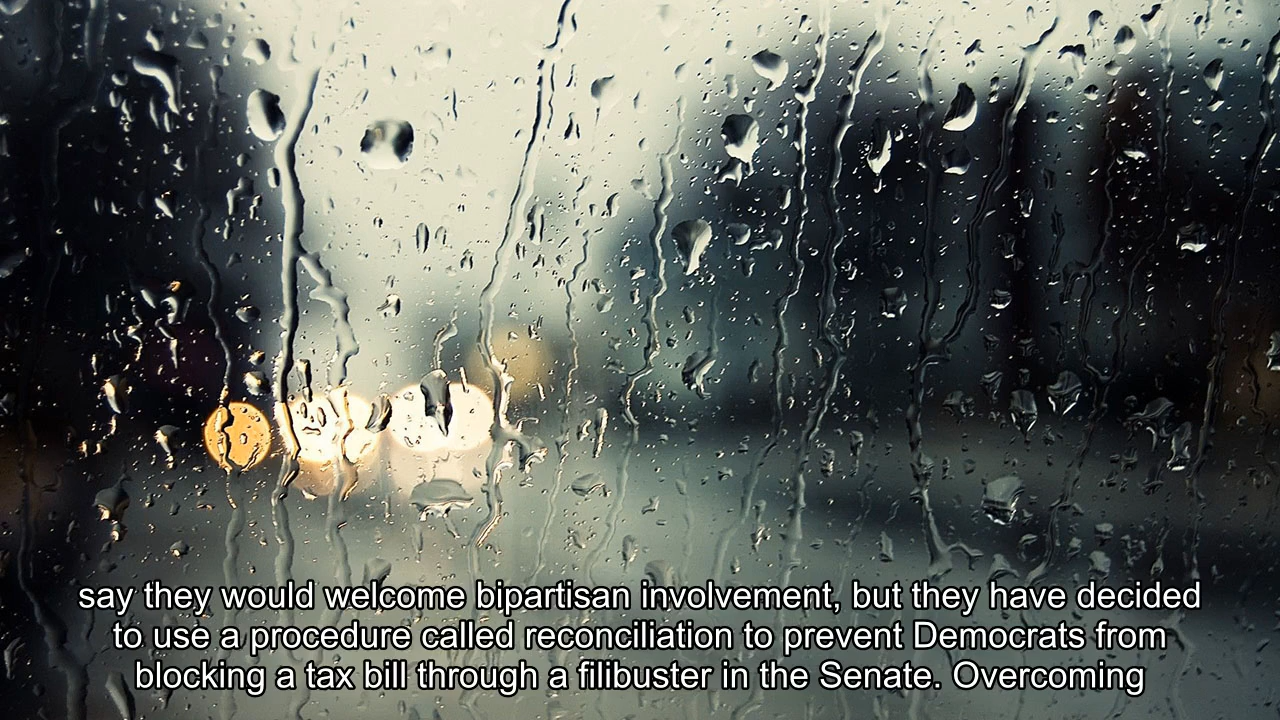 say they would welcome bipartisan involvement, but they have decided
to use a procedure called reconciliation to prevent Democrats from
blocking a tax bill through a filibuster in the Senate. Overcoming